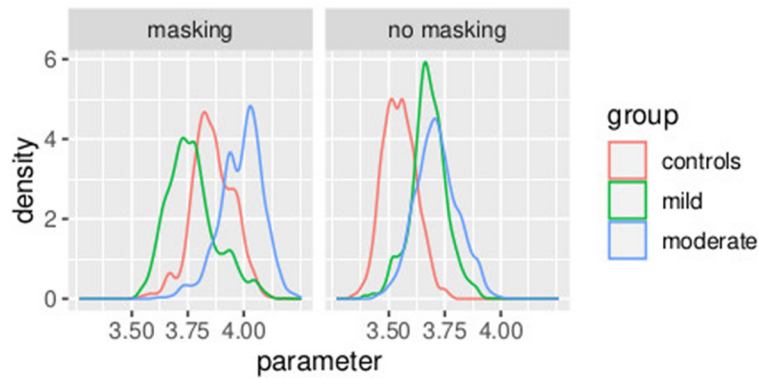 masking
no masking
6
4
2
0
density
3.50 3.75 4.00
3.50 3.75 4.00
parameter
group
controls
mild
moderate